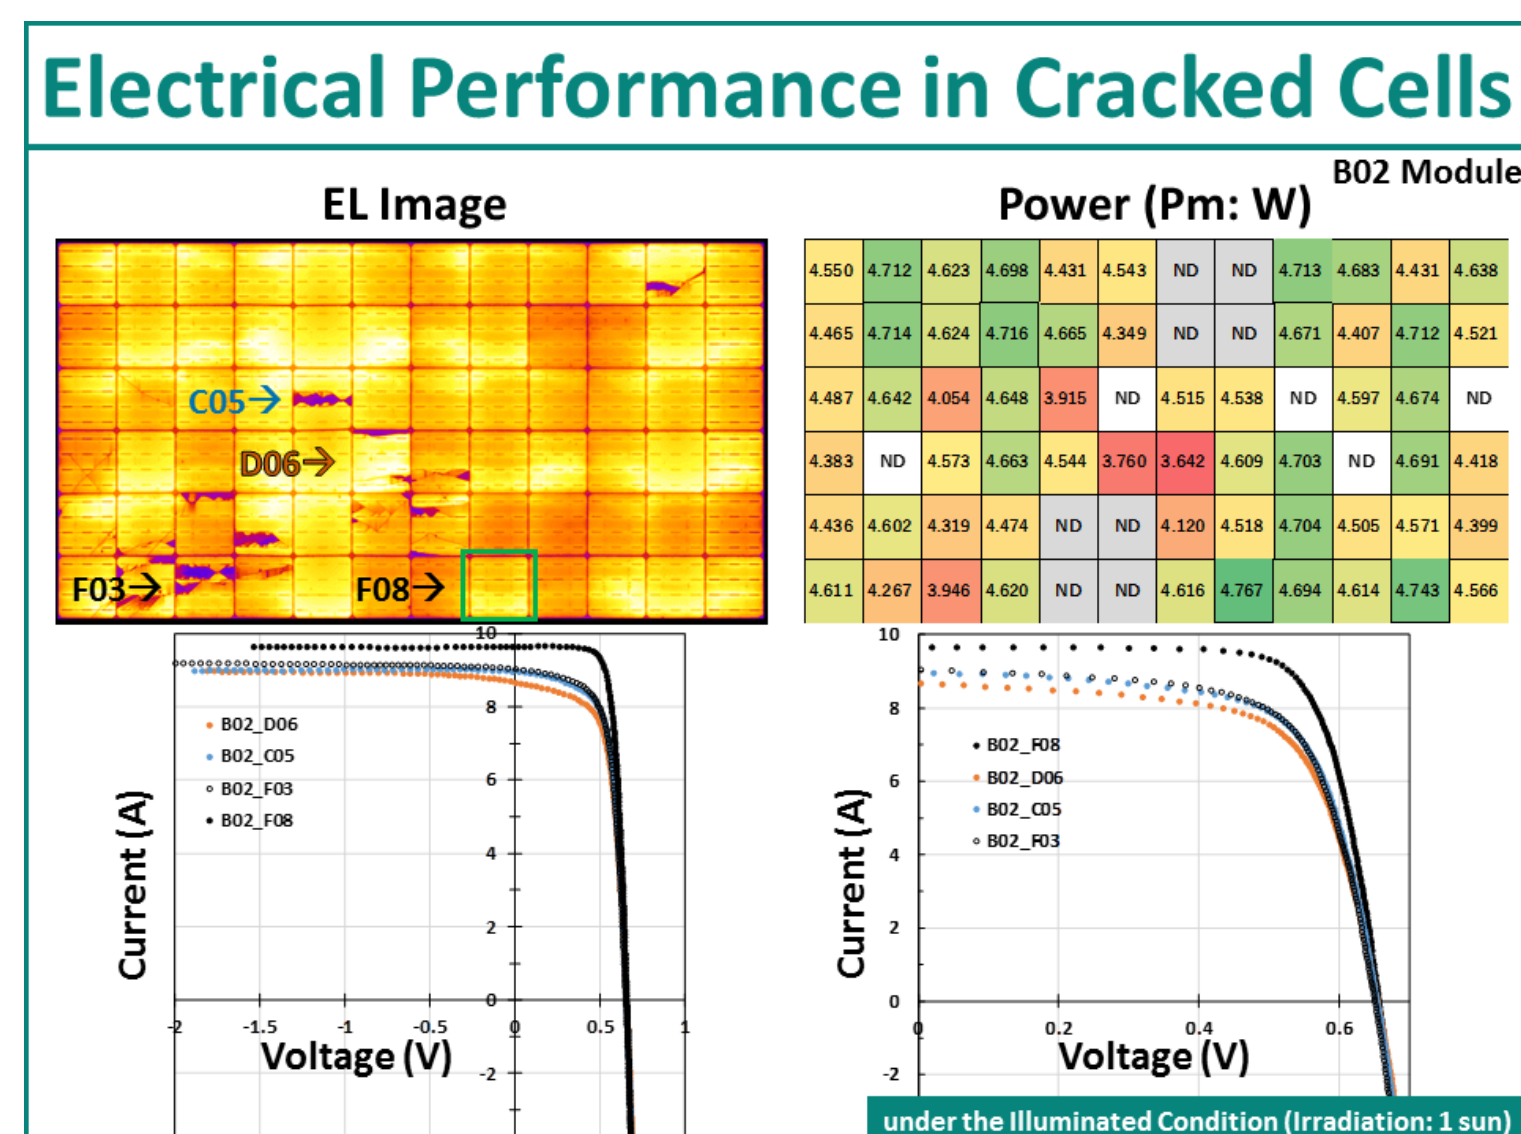 Electrical Performance in Cracked Cells
B02 Module
EL Image
Power (Pm: W)
C05→
D06→
F03→
F08→
4.550 4.712 4.623 4.698 4.431 4.543 ND ND 4.713 4.683 4.431 4.638
4.465 4.714 4.624 4.716 4.665 4.349 ND ND 4.671 4.407 4.712 4.521
4.487 4.642 4.054 4.648 3.915 ND 4.515 4.538 ND 4.597 4.674 ND
4.383 ND 4.573 4.663 4.544 3.760 3.642 4.609 4.703 ND 4.691 4.418
4.436 4.602 4.319 4.474 ND ND 4.120 4.518 4.704 4.505 4.571 4.399
4.611 4.267 3.946 4.620 ND ND 4.616 4.767 4.694 4.614 4.743 4.566
10
8
6
4
2
0
-2
-2 -1.5 -1 -0.5 0 0.5 1
B02_D06
B02_C05
B02_F03
B02_F08
Current (A)
Voltage (V)
10
8
6
4
2
0
-2
0 0.2 0.4 0.6
B02_F08
B02_D06
B02_C05
B02_F03
Current (A)
Voltage (V)
under the Illuminated Condition (Irradiation: 1 sun)